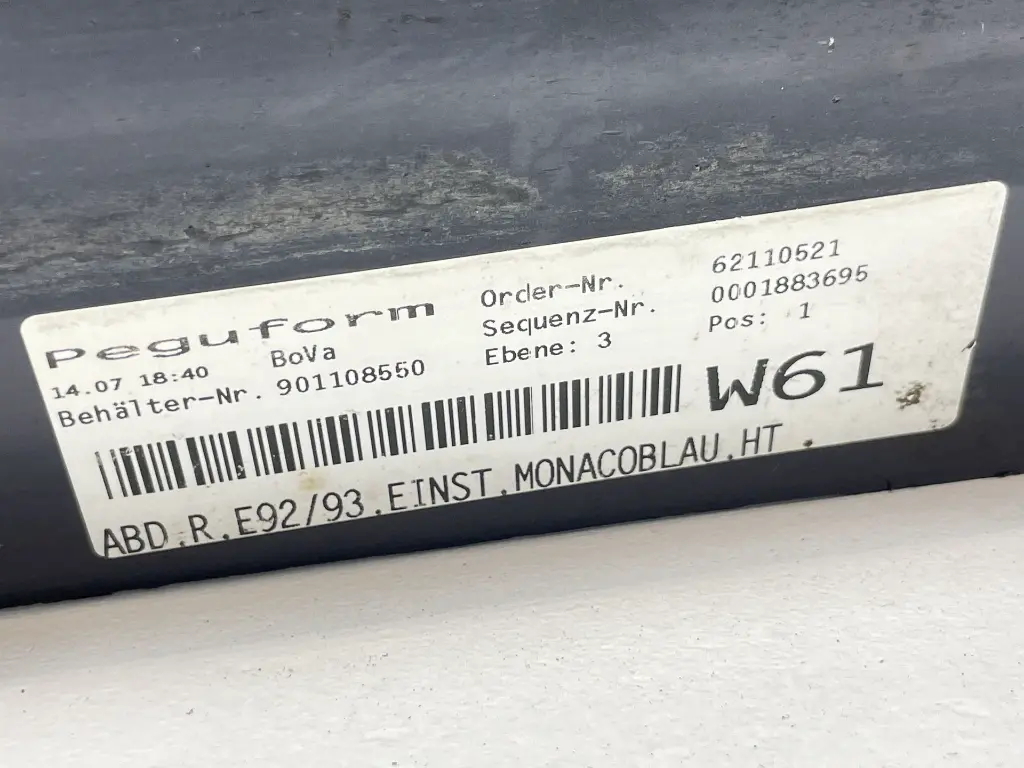 Peguform
14.07 18:40 BoVa
Behälter-Nr. 901108550
Order-Nr. 62110521
Sequenz-Nr. 0001883695
Ebene: 3 Pos: 1
W61
ABD.R.E92/93.EINST.MONACOBLAU.HT.